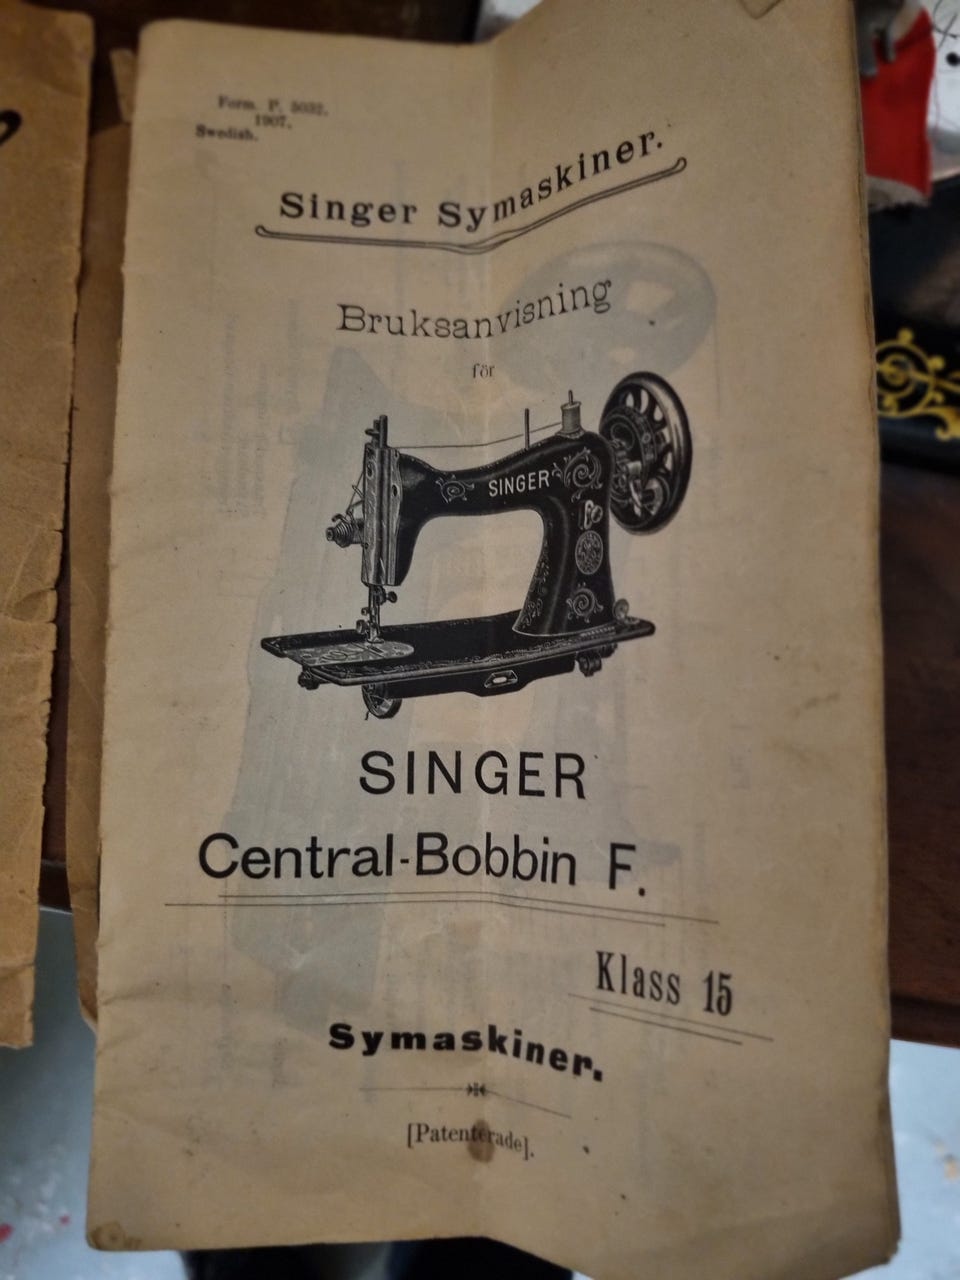 Form. P. 5032.
1907.
Swedish.
Singer Symaskiner.
Bruksanvisning
för
SINGER
SINGER
Central-Bobbin F.
Klass 15
Symaskiner.
[Patenterade].